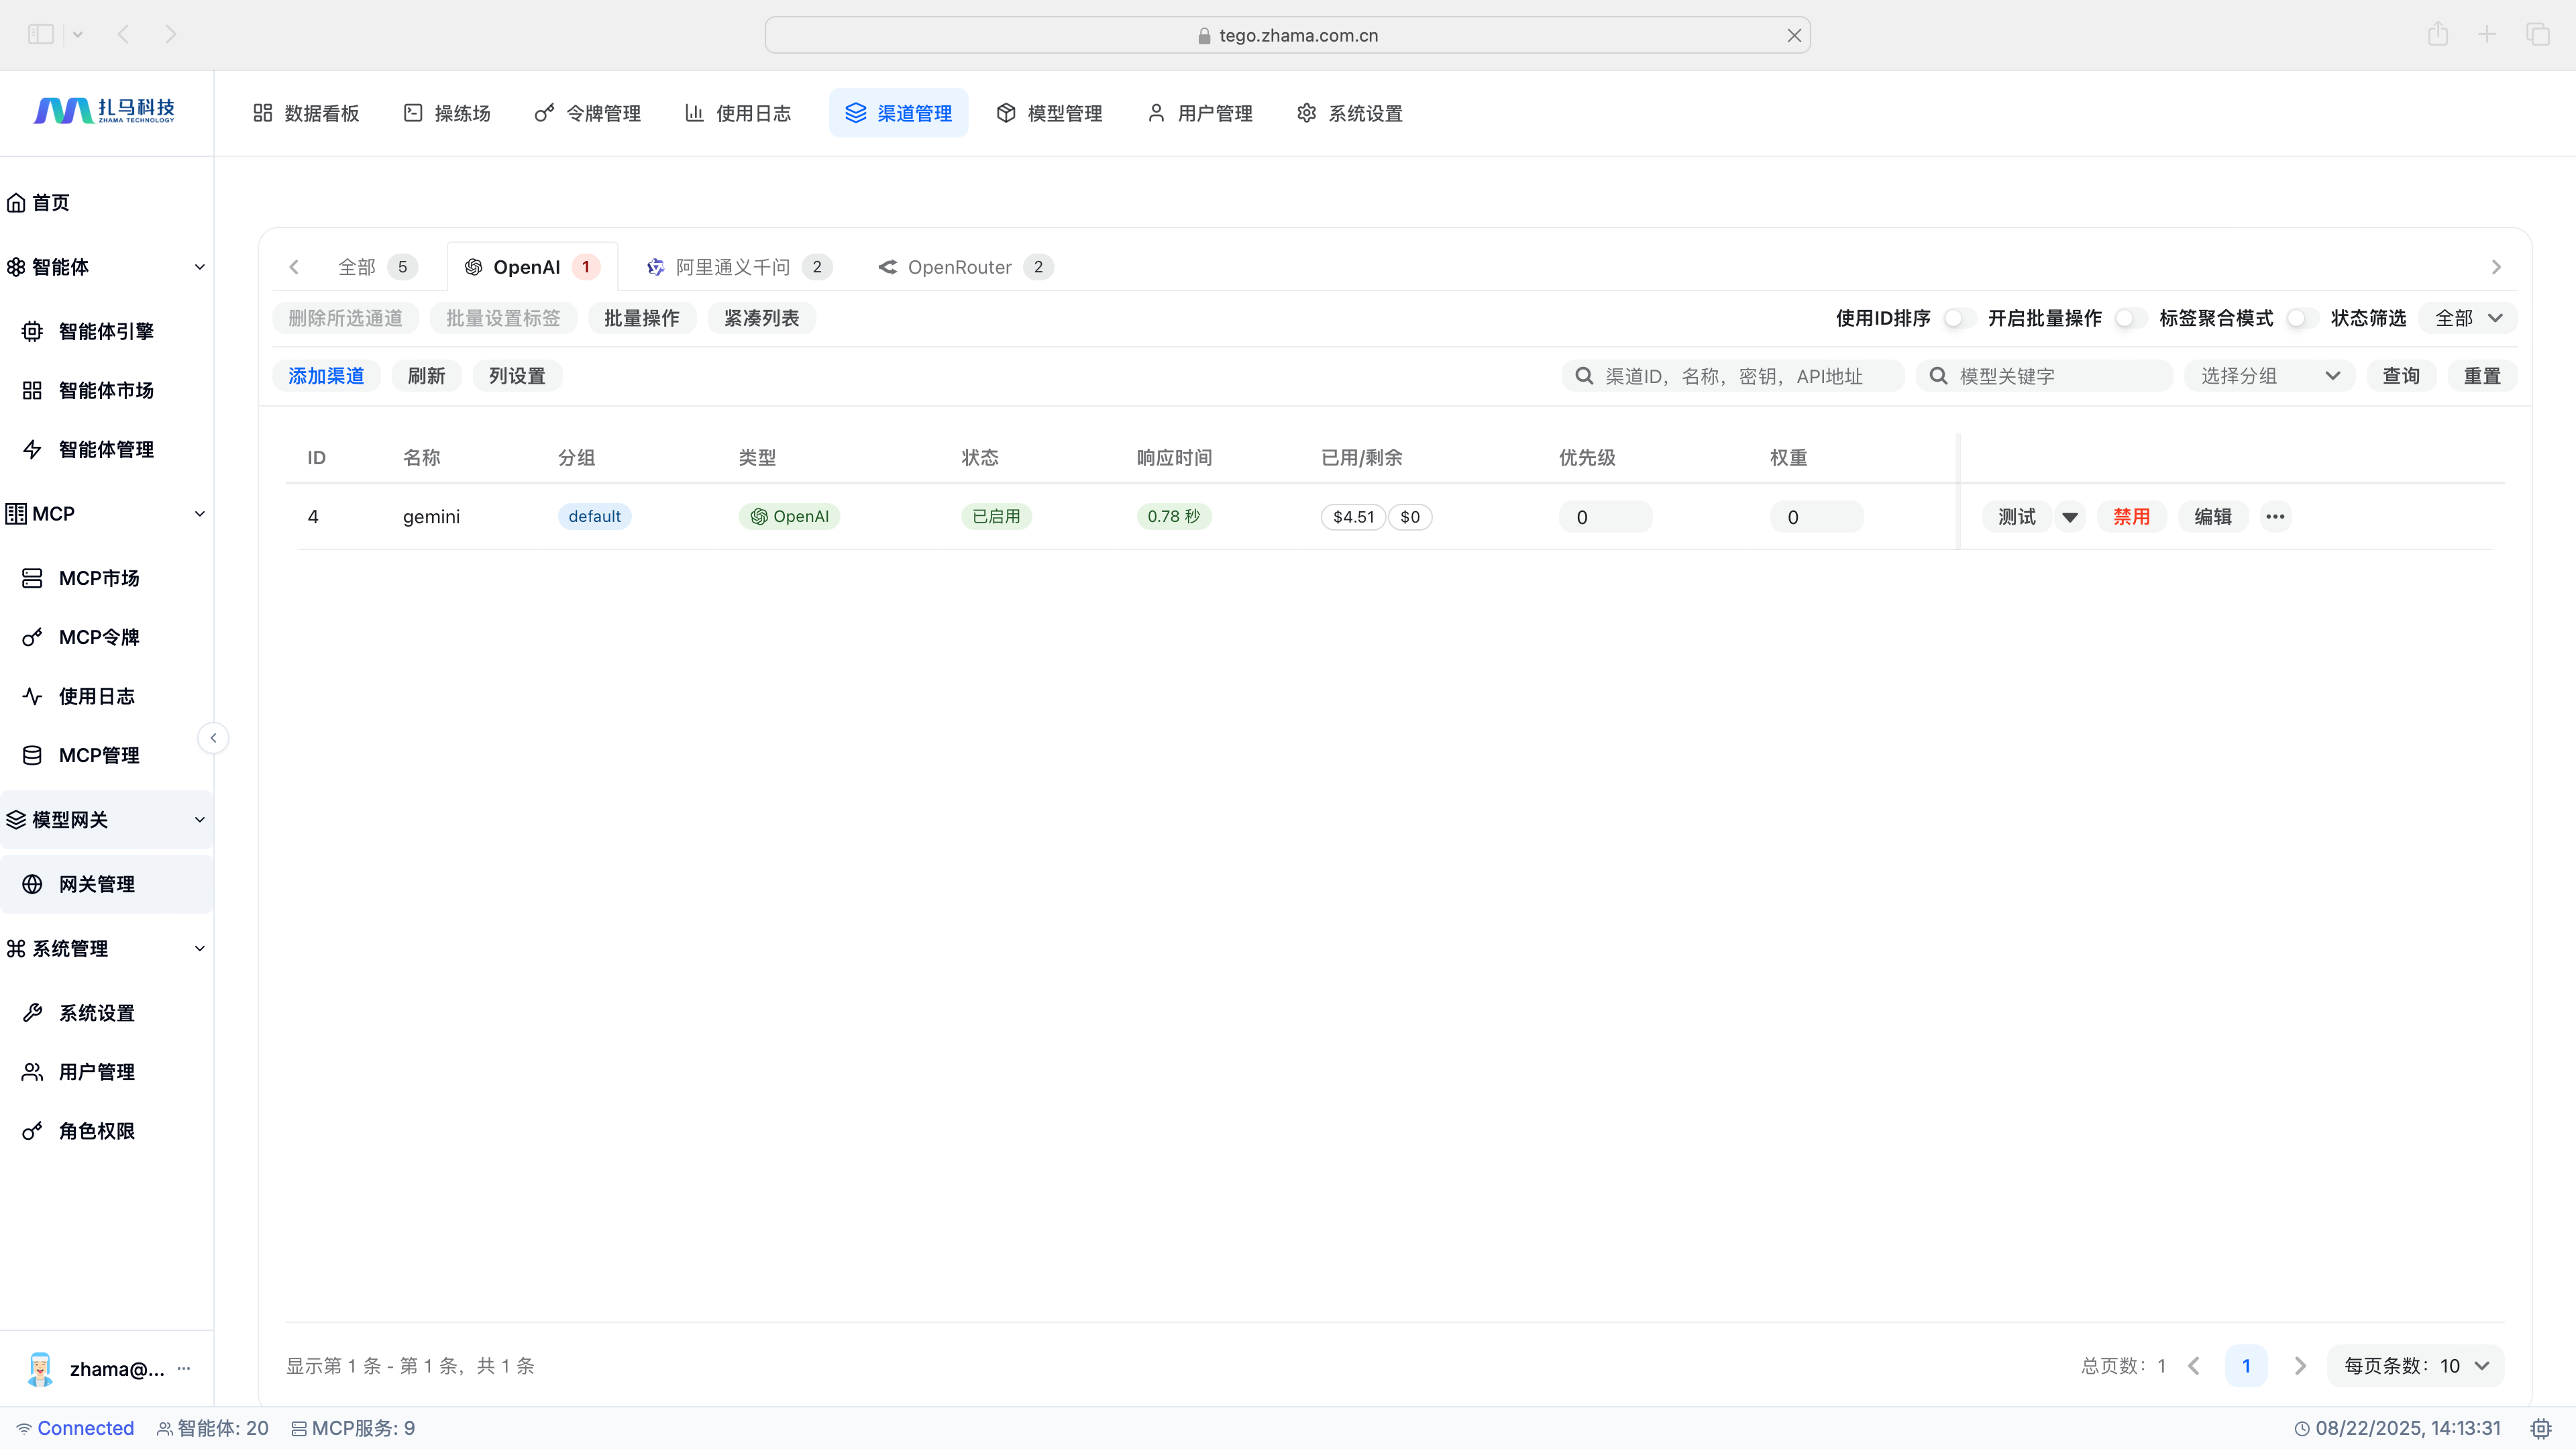 tego.zhama.com.cn
扎马科技
ZHAMA TECHNOLOGY
数据看板
操练场
令牌管理
使用日志
渠道管理
模型管理
用户管理
系统设置
首页
智能体
智能体引擎
智能体市场
智能体管理
MCP
MCP市场
MCP令牌
使用日志
MCP管理
模型网关
网关管理
系统管理
系统设置
用户管理
角色权限
zhama@... ...
全部 5
OpenAI 1
阿里通义千问 2
OpenRouter 2
删除所选通道
批量设置标签
批量操作
紧凑列表
使用ID排序
开启批量操作
标签聚合模式
状态筛选
全部
添加渠道
刷新
列设置
渠道ID，名称，密钥，API地址
模型关键字
选择分组
查询
重置
ID 名称 分组 类型 状态 响应时间 已用/剩余 优先级 权重
4 gemini default OpenAI 已启用 0.78 秒 $4.51 $0 0 0 测试 禁用 编辑
显示第 1 条 - 第 1 条，共 1 条
总页数：1
1
每页条数：10
Connected
智能体: 20
MCP服务: 9
08/22/2025, 14:13:31